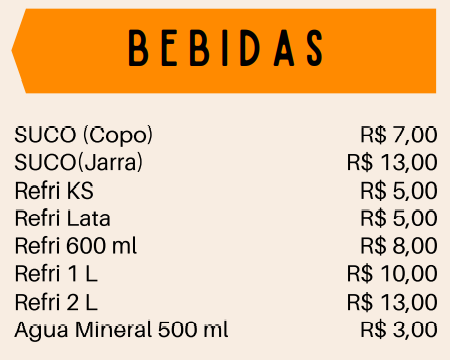 BEBIDAS
SUCO (Copo) R$ 7,00
SUCO(Jarra) R$ 13,00
Refri KS R$ 5,00
Refri Lata R$ 5,00
Refri 600 ml R$ 8,00
Refri 1 L R$ 10,00
Refri 2 L R$ 13,00
Agua Mineral 500 ml R$ 3,00